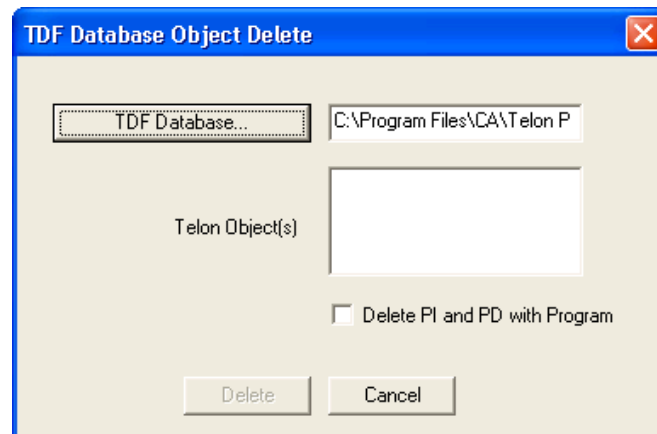 TDF Database Object Delete
TDF Database...
C:\Program Files\CA\Telon P
Telon Object(s)
Delete PI and PD with Program
Delete
Cancel